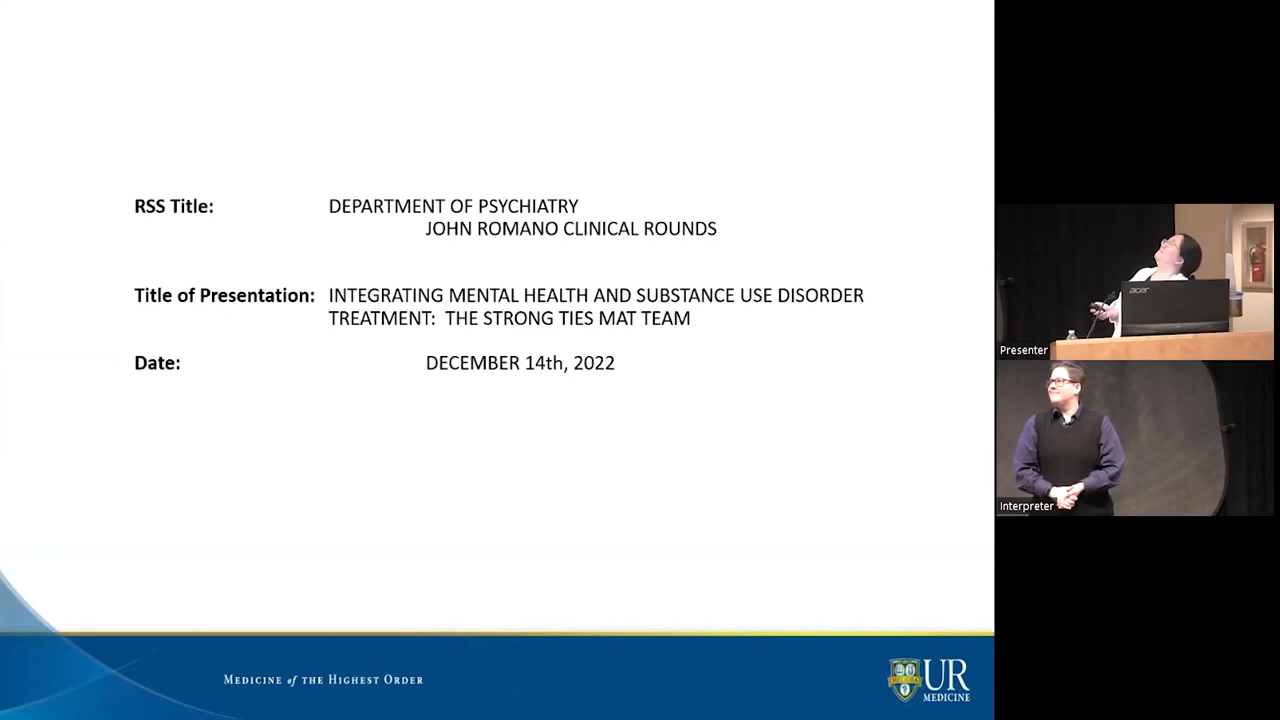 RSS Title: DEPARTMENT OF PSYCHIATRY
JOHN ROMANO CLINICAL ROUNDS
Title of Presentation: INTEGRATING MENTAL HEALTH AND SUBSTANCE USE DISORDER
TREATMENT: THE STRONG TIES MAT TEAM
Date: DECEMBER 14th, 2022
MEDICINE of THE HIGHEST ORDER
UR
MEDICINE
acer
Presenter
Interpreter